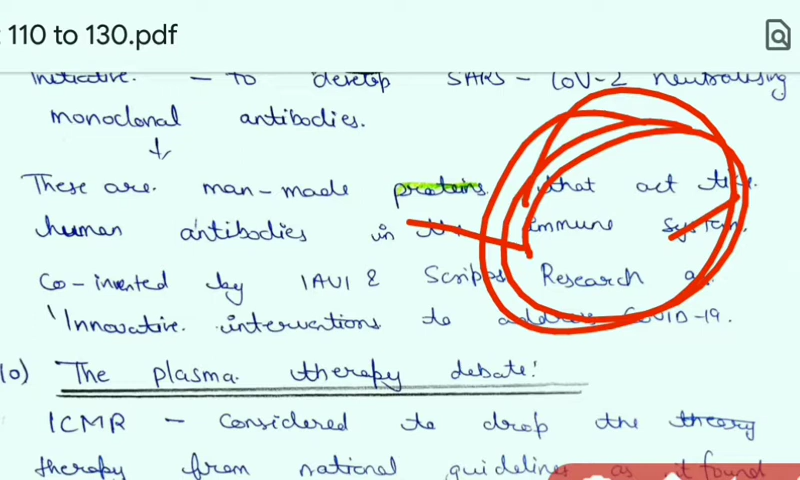 110 to 130.pdf
initiative. - To develop SARS-CoV-2 neutralising
monoclonal antibodies.
These are man-made proteins that act like
human antibodies in the immune system.
Co-invented by IAVI & Scripps Research as
'Innovative interventions to address COVID-19.
10) The plasma therapy debate!
ICMR - Considered to drop the theory
therapy from national guidelines as it found